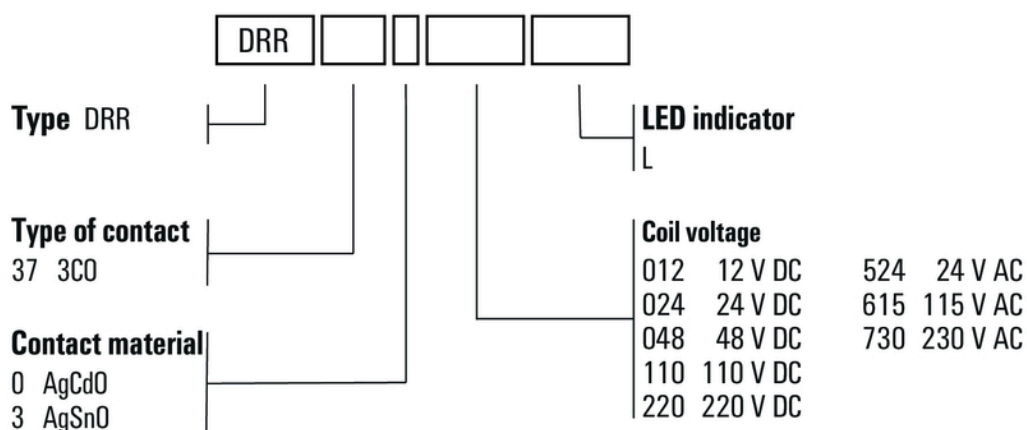 DRR
Type DRR
LED indicator
L
Type of contact
37 3CO
Contact material
0 AgCdO
3 AgSnO
Coil voltage
012 12 V DC 524 24 V AC
024 24 V DC 615 115 V AC
048 48 V DC 730 230 V AC
110 110 V DC
220 220 V DC